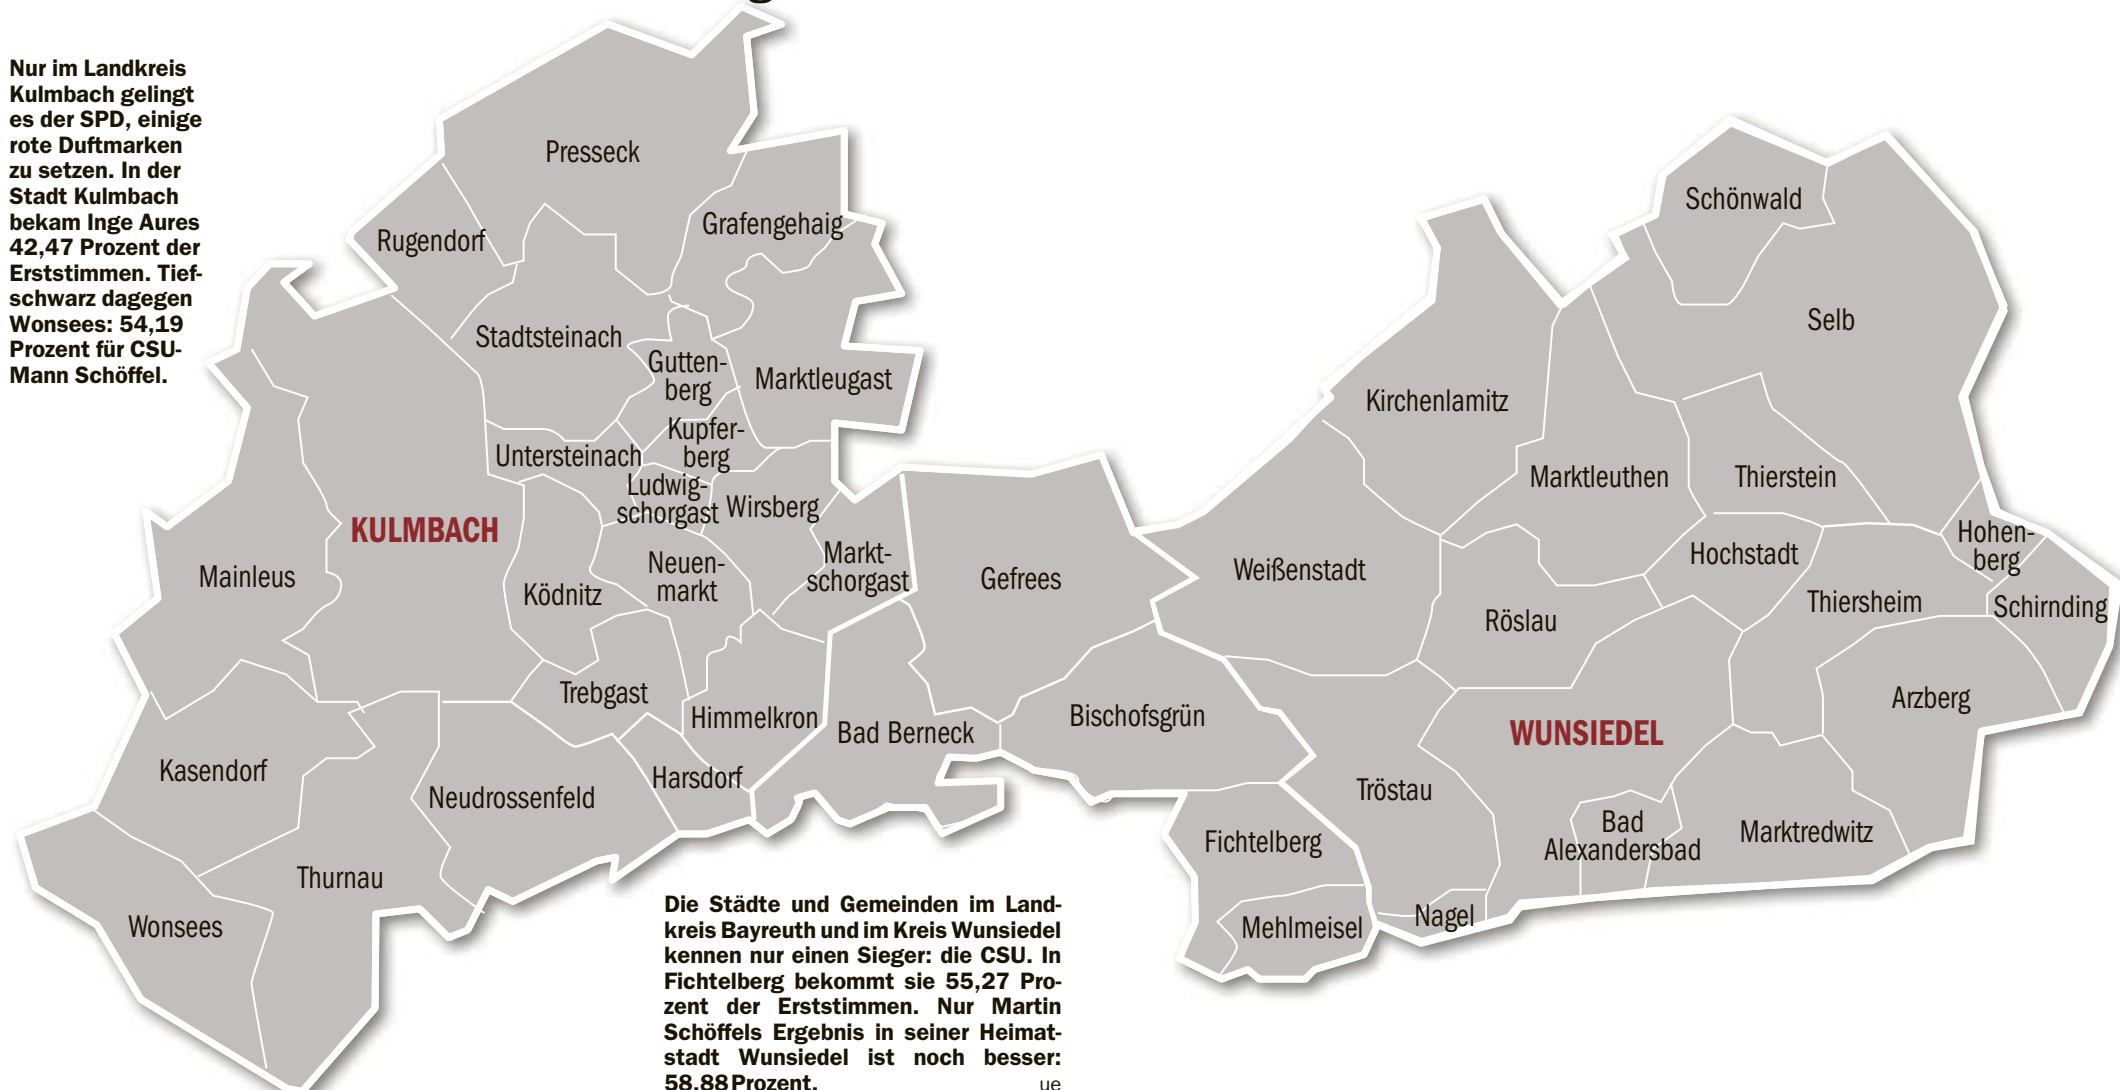 Nur im Landkreis
Kulmbach gelingt
es der SPD, einige
rote Duftmarken
zu setzen. In der
Stadt Kulmbach
bekam Inge Aures
42,47 Prozent der
Erststimmen. Tief-
schwarz dagegen
Wonsees: 54,19
Prozent für CSU-
Mann Schöffel.
Presseck
Grafengehaig
Rugendorf
Stadtsteinach
Gutten-
berg
Marktleugast
Kupfer-
berg
Untersteinach
Ludwig-
schorgast
Wirsberg
KULMBACH
Mainleus
Ködnitz
Neuen-
markt
Markt-
schorgast
Trebgast
Himmelkron
Kasendorf
Neudrossenfeld
Harsdorf
Thurnau
Wonsees
Gefrees
Bad Berneck
Bischofsgrün
Fichtelberg
Mehlmeisel
Schönwald
Selb
Kirchenlamitz
Marktleuthen
Thierstein
Weißenstadt
Hochstadt
Hohen-
berg
Röslau
Thiersheim
Schirnding
Arzberg
WUNSIEDEL
Tröstau
Bad
Alexandersbad
Marktredwitz
Nagel
Die Städte und Gemeinden im Land-
kreis Bayreuth und im Kreis Wunsiedel
kennen nur einen Sieger: die CSU. In
Fichtelberg bekommt sie 55,27 Pro-
zent der Erststimmen. Nur Martin
Schöffels Ergebnis in seiner Heimat-
stadt Wunsiedel ist noch besser:
58,88 Prozent. ue